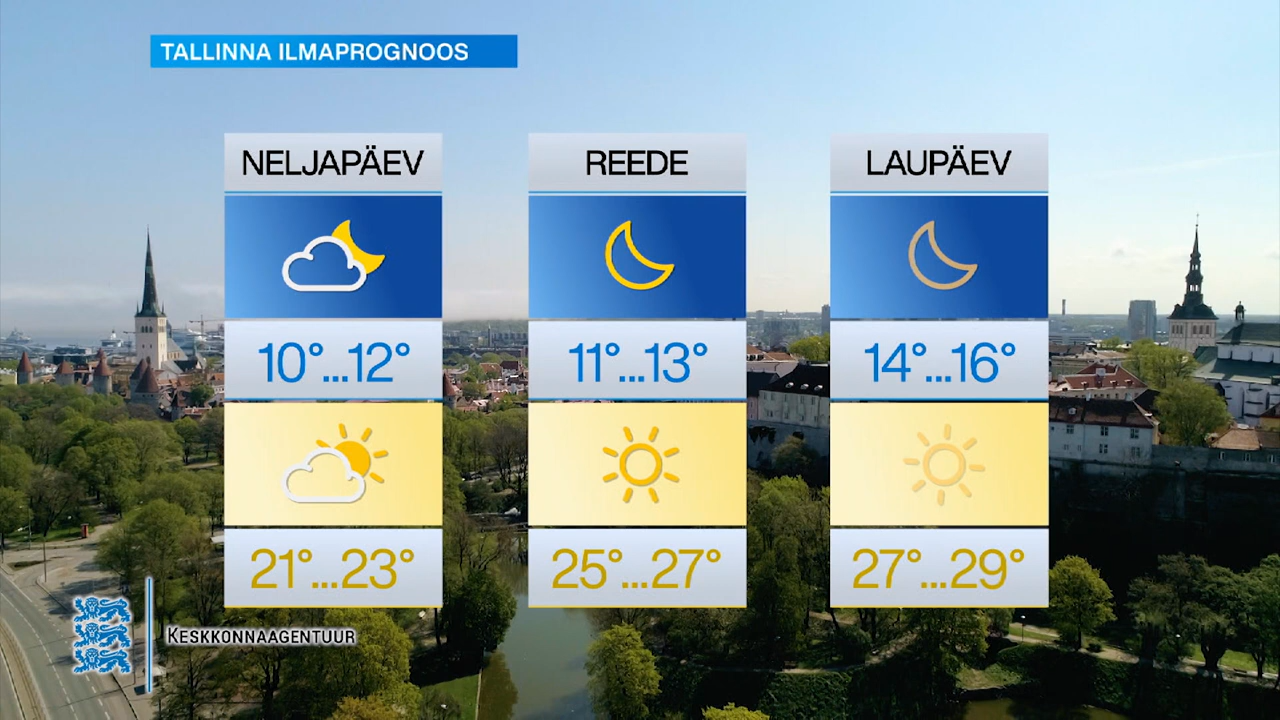 TALLINNA ILMAPROGNOOS
NELJAPÄEV
10°...12°
21°...23°
REEDE
11°...13°
25°...27°
LAUPÄEV
14°...16°
27°...29°
KESKKONNAAGENTUUR